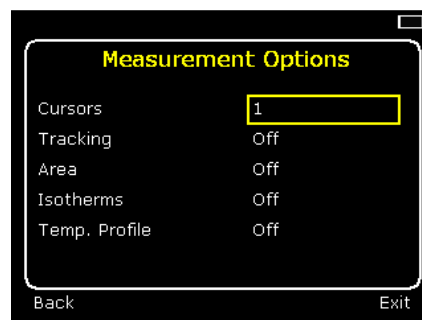 Measurement Options
Cursors 1
Tracking Off
Area Off
Isotherms Off
Temp. Profile Off
Back Exit